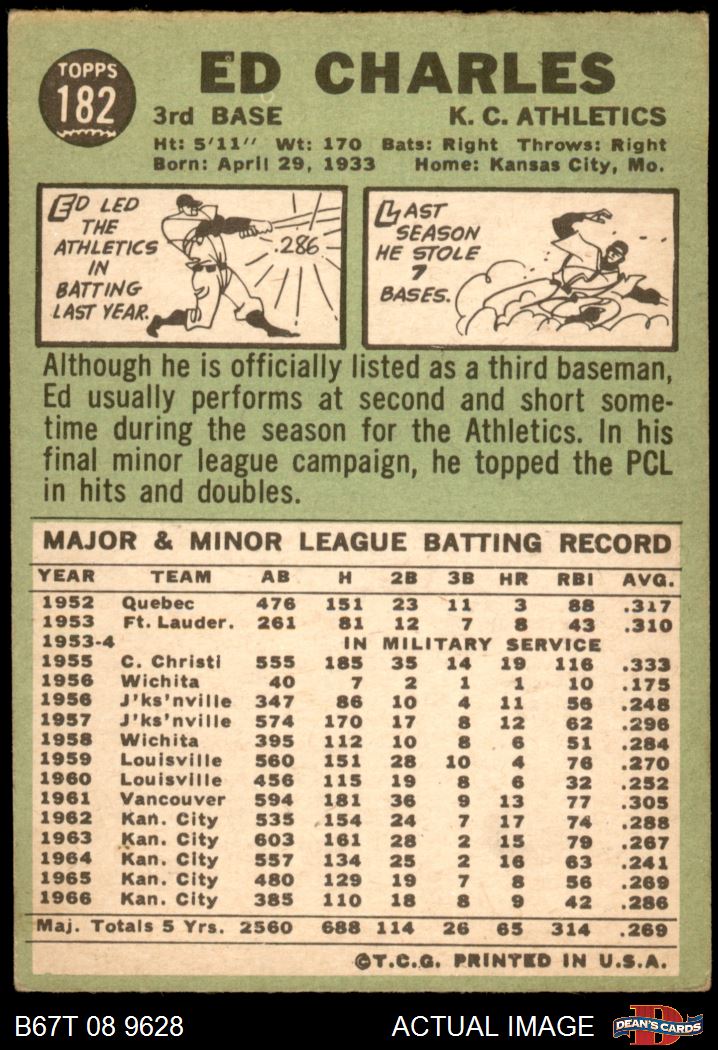 TOPPS
182
ED CHARLES
3rd BASE K. C. ATHLETICS
Ht: 5'11" Wt: 170 Bats: Right Throws: Right
Born: April 29, 1933 Home: Kansas City, Mo.
ED LED
THE
ATHLETICS
IN
BATTING
LAST YEAR.
.286
LAST
SEASON
HE STOLE
7
BASES.
Although he is officially listed as a third baseman,
Ed usually performs at second and short some-
time during the season for the Athletics. In his
final minor league campaign, he topped the PCL
in hits and doubles.
MAJOR & MINOR LEAGUE BATTING RECORD
YEAR TEAM AB H 2B 3B HR RBI AVG.
1952 Quebec 476 151 23 11 3 88 .317
1953 Ft. Lauder. 261 81 12 7 8 43 .310
1953-4 IN MILITARY SERVICE
1955 C. Christi 555 185 35 14 19 116 .333
1956 Wichita 40 7 2 1 1 10 .175
1956 J'ks'nville 347 86 10 4 11 56 .248
1957 J'ks'nville 574 170 17 8 12 62 .296
1958 Wichita 395 112 10 8 6 51 .284
1959 Louisville 560 151 28 10 4 76 .270
1960 Louisville 456 115 19 8 6 32 .252
1961 Vancouver 594 181 36 9 13 77 .305
1962 Kan. City 535 154 24 7 17 74 .288
1963 Kan. City 603 161 28 2 15 79 .267
1964 Kan. City 557 134 25 2 16 63 .241
1965 Kan. City 480 129 19 7 8 56 .269
1966 Kan. City 385 110 18 8 9 42 .286
Maj. Totals 5 Yrs. 2560 688 114 26 65 314 .269
©T.C.G. PRINTED IN U.S.A.
B67T 08 9628 ACTUAL IMAGE D DEAN'S CARDS